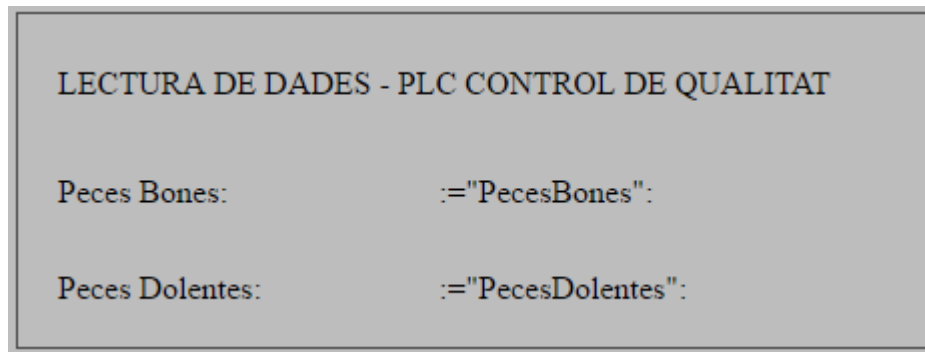 LECTURA DE DADES - PLC CONTROL DE QUALITAT
Peces Bones: :="PecesBones":
Peces Dolentes: :="PecesDolentes":